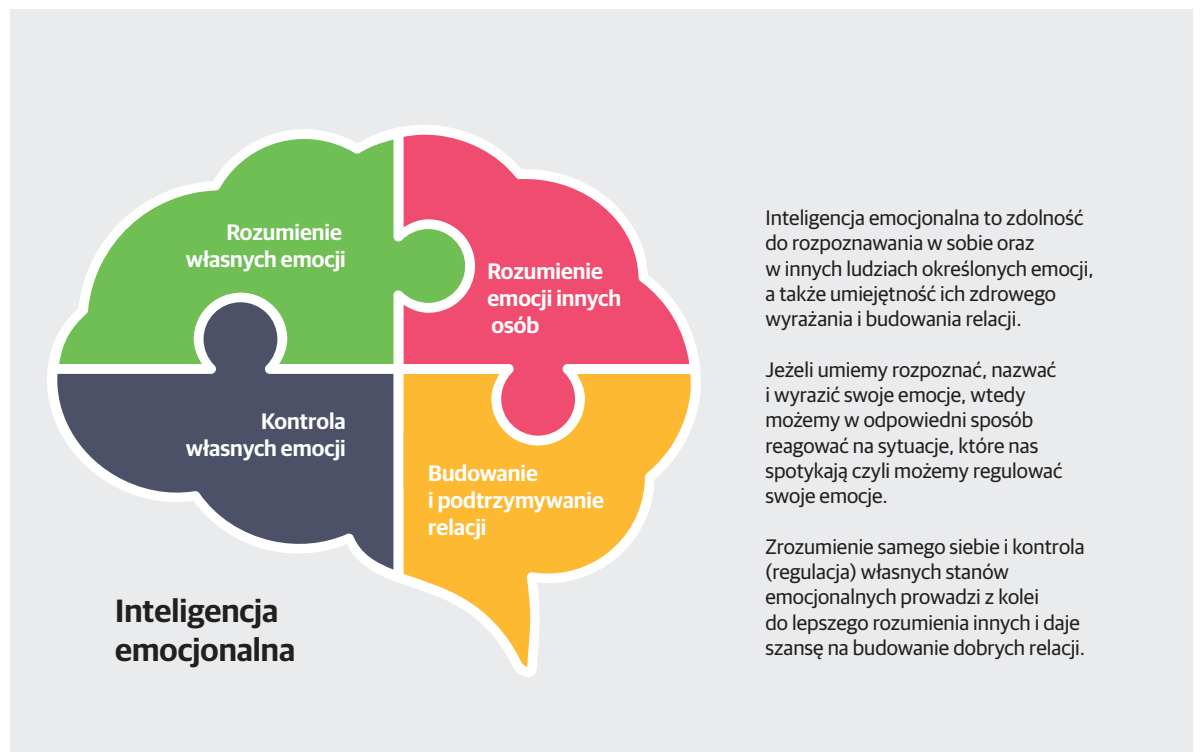 Rozumienie
własnych emocji
Rozumienie
emocji innych
osób
Kontrola
własnych emocji
Budowanie
i podtrzymywanie
relacji
Inteligencja
emocjonalna
Inteligencja emocjonalna to zdolność
do rozpoznawania w sobie oraz
w innych ludziach określonych emocji,
a także umiejętność ich zdrowego
wyrażania i budowania relacji.
Jeżeli umiemy rozpoznać, nazwać
i wyrazić swoje emocje, wtedy
możemy w odpowiedni sposób
reagować na sytuacje, które nas
spotykają czyli możemy regulować
swoje emocje.
Zrozumienie samego siebie i kontrola
(regulacja) własnych stanów
emocjonalnych prowadzi z kolei
do lepszego rozumienia innych i daje
szansę na budowanie dobrych relacji.